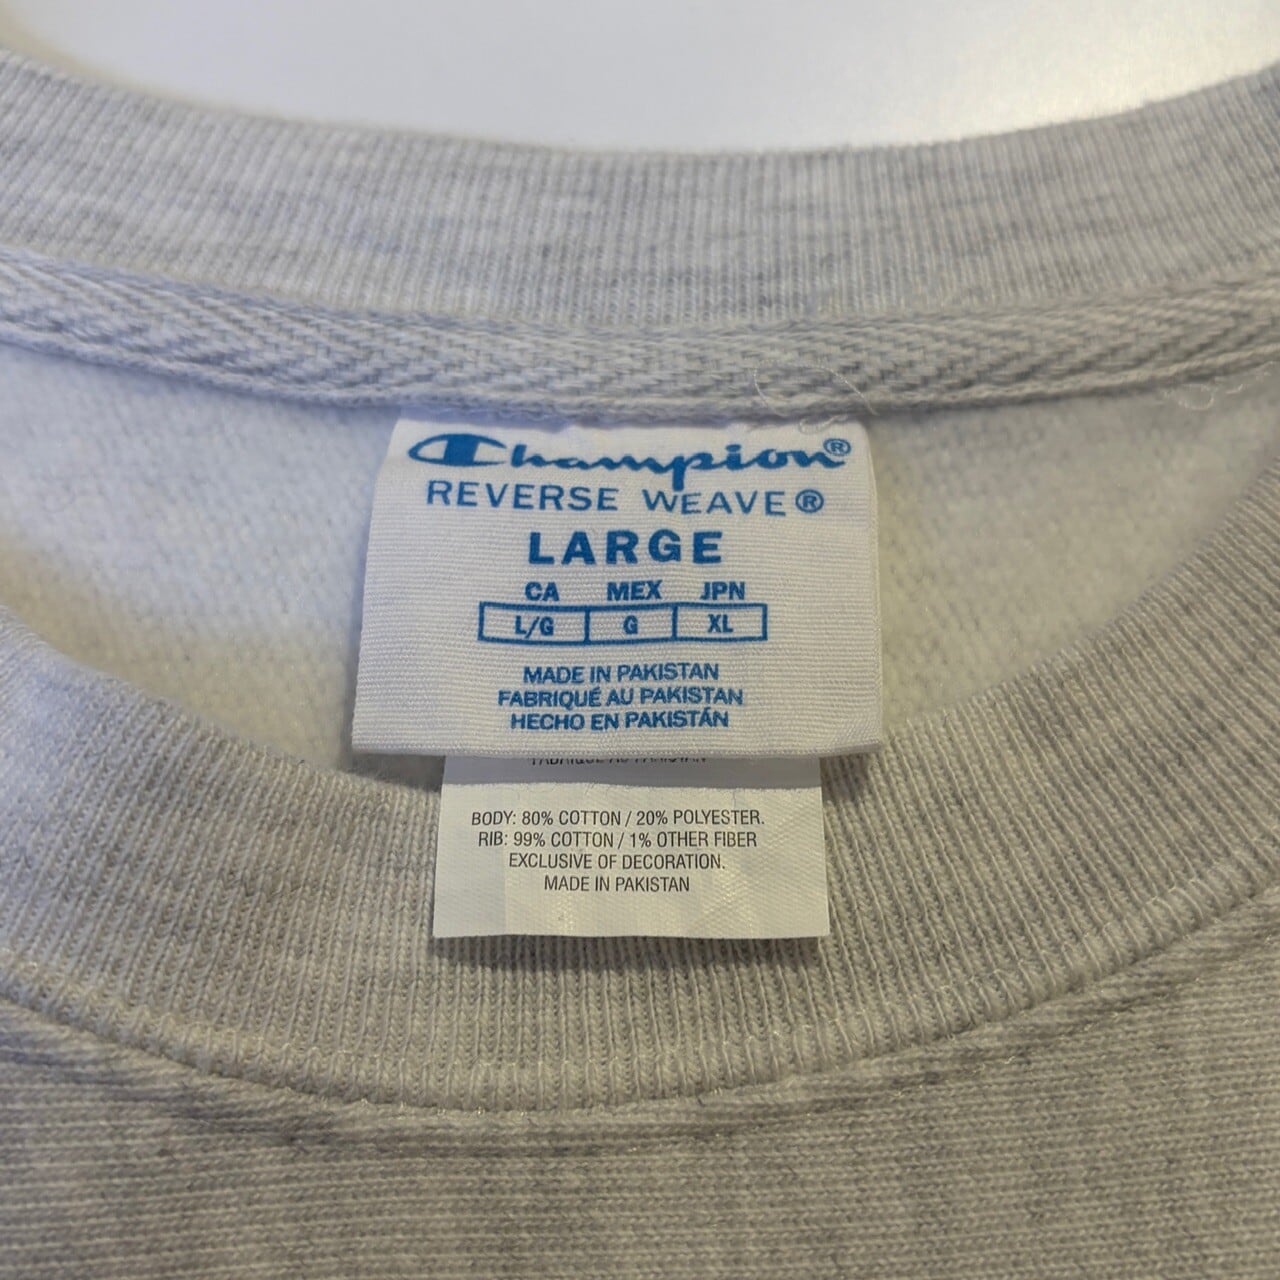 Champion®
REVERSE WEAVE®
LARGE
CA MEX JPN
L/G G XL
MADE IN PAKISTAN
FABRIQUÉ AU PAKISTAN
HECHO EN PAKISTÁN
BODY: 80% COTTON / 20% POLYESTER.
RIB: 99% COTTON / 1% OTHER FIBER
EXCLUSIVE OF DECORATION.
MADE IN PAKISTAN